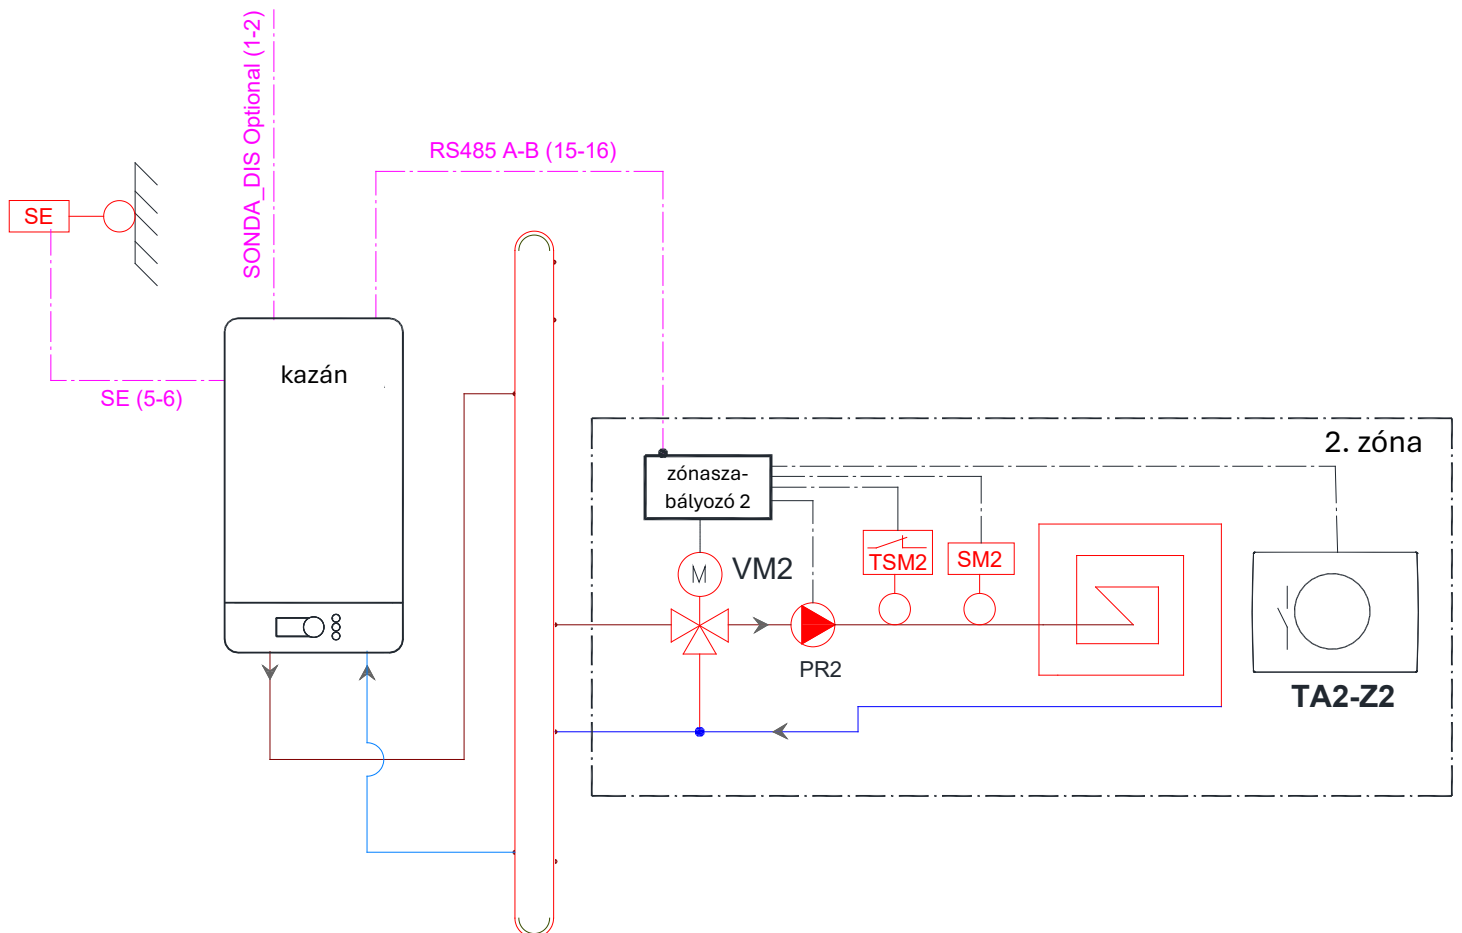 SONDA_DIS Optional (1-2)
RS485 A-B (15-16)
SE
kazán
SE (5-6)
2. zóna
zónasza-
bályozó 2
M
VM2
TSM2
SM2
PR2
TA2-Z2